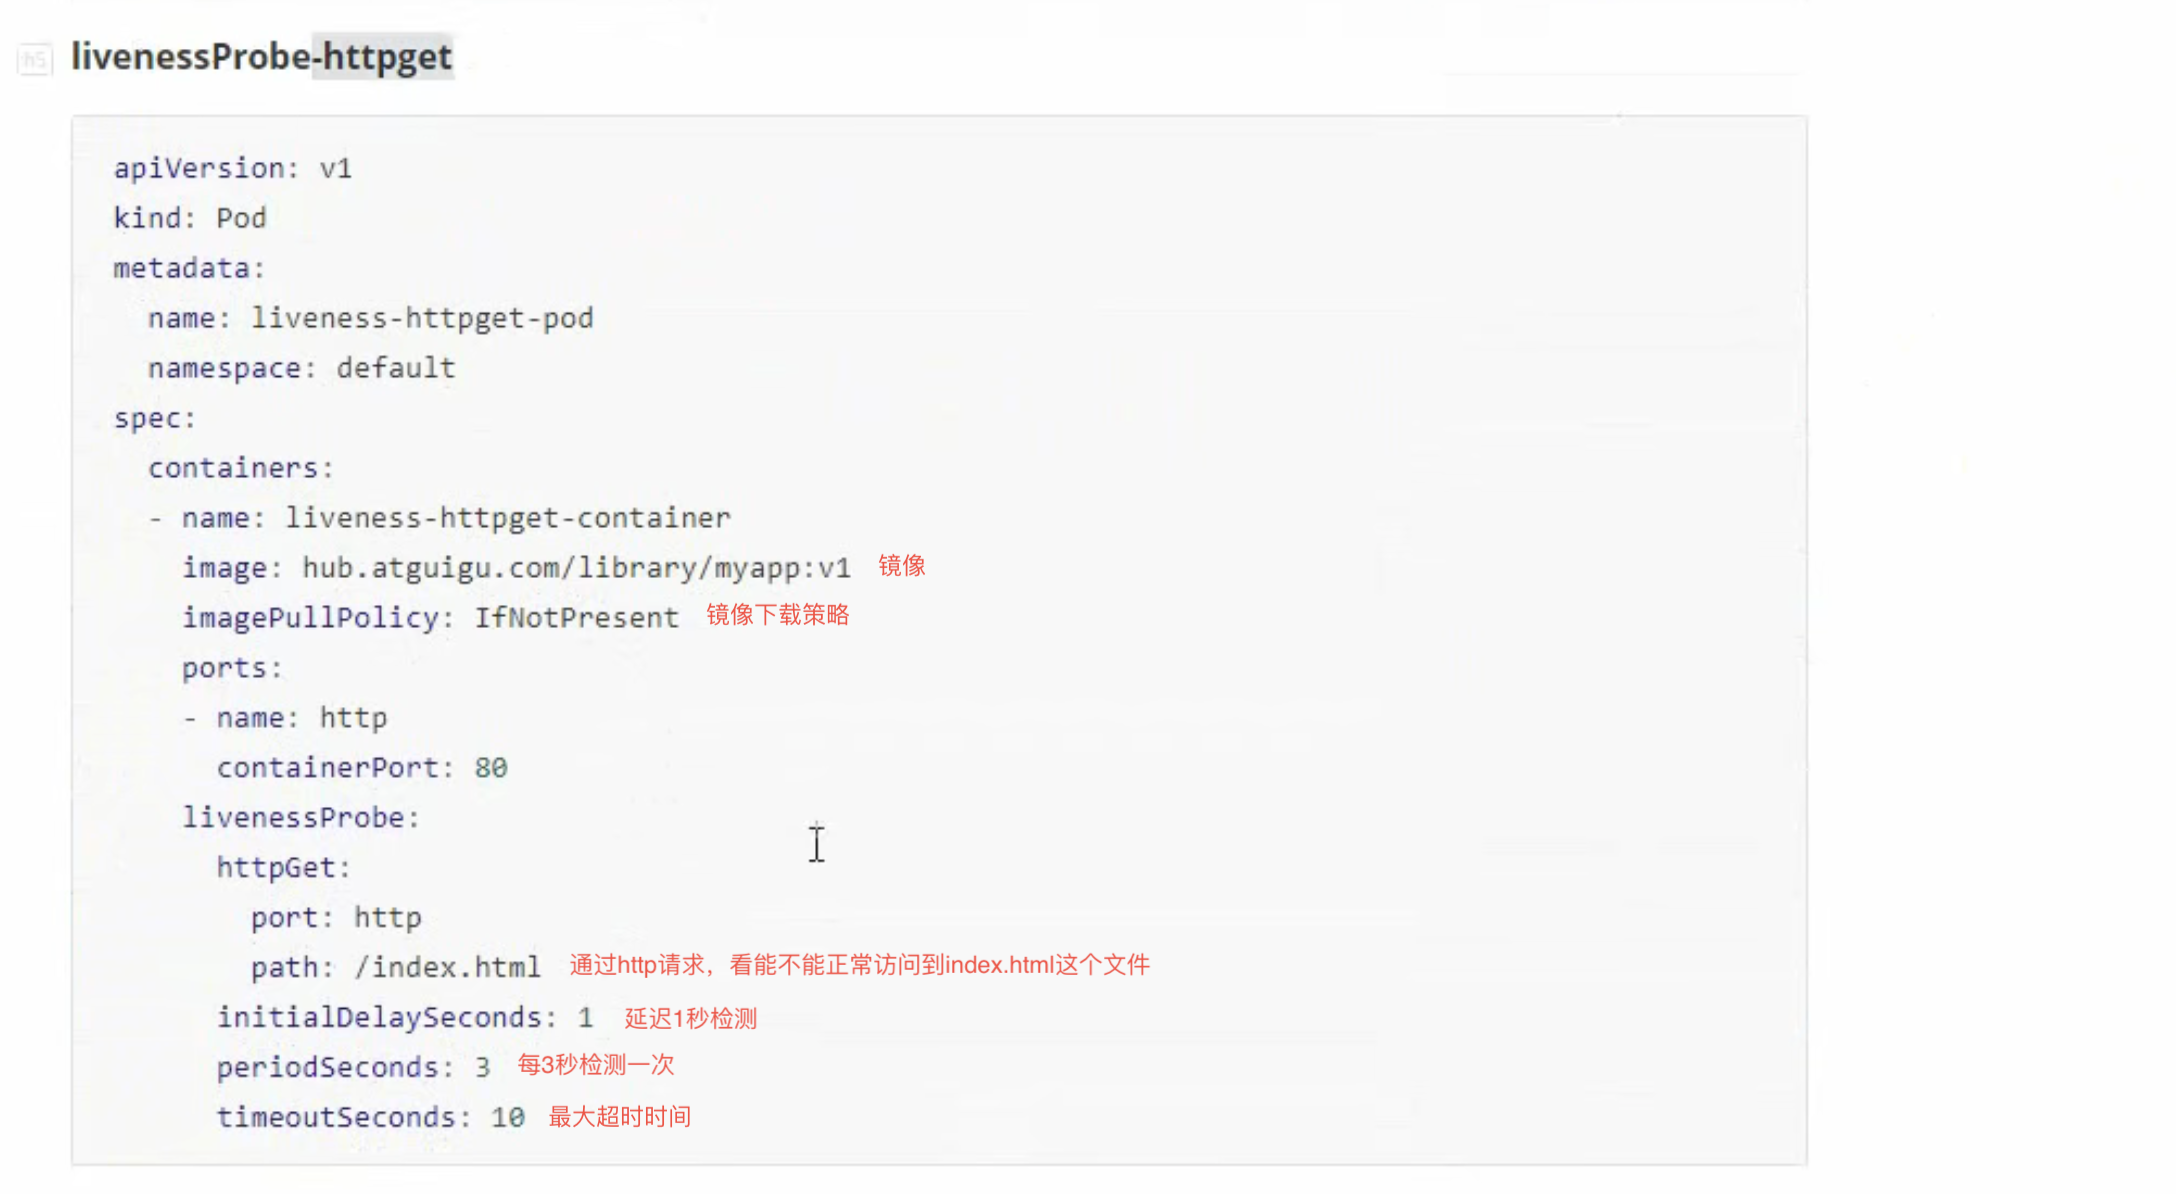 h5 livenessProbe-httpget
apiVersion: v1
kind: Pod
metadata:
  name: liveness-httpget-pod
  namespace: default
spec:
  containers:
  - name: liveness-httpget-container
    image: hub.atguigu.com/library/myapp:v1 镜像
    imagePullPolicy: IfNotPresent 镜像下载策略
    ports:
    - name: http
      containerPort: 80
    livenessProbe:
      httpGet:
        port: http
        path: /index.html 通过http请求，看能不能正常访问到index.html这个文件
      initialDelaySeconds: 1 延迟1秒检测
      periodSeconds: 3 每3秒检测一次
      timeoutSeconds: 10 最大超时时间